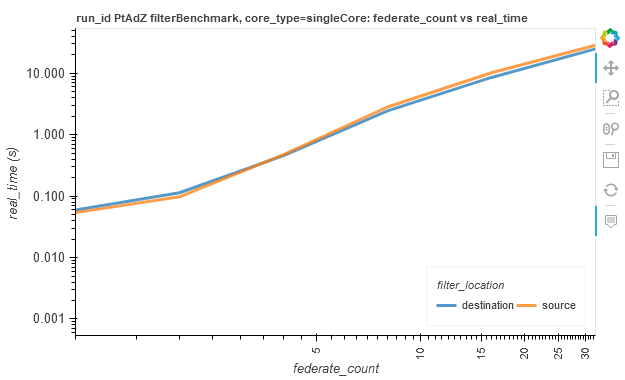 run_id PtAdZ filterBenchmark, core_type=singleCore: federate_count vs real_time
10.000
1.000
0.100
0.010
0.001
real_time (s)
filter_location
destination source
5 10 15 20 25 30
federate_count